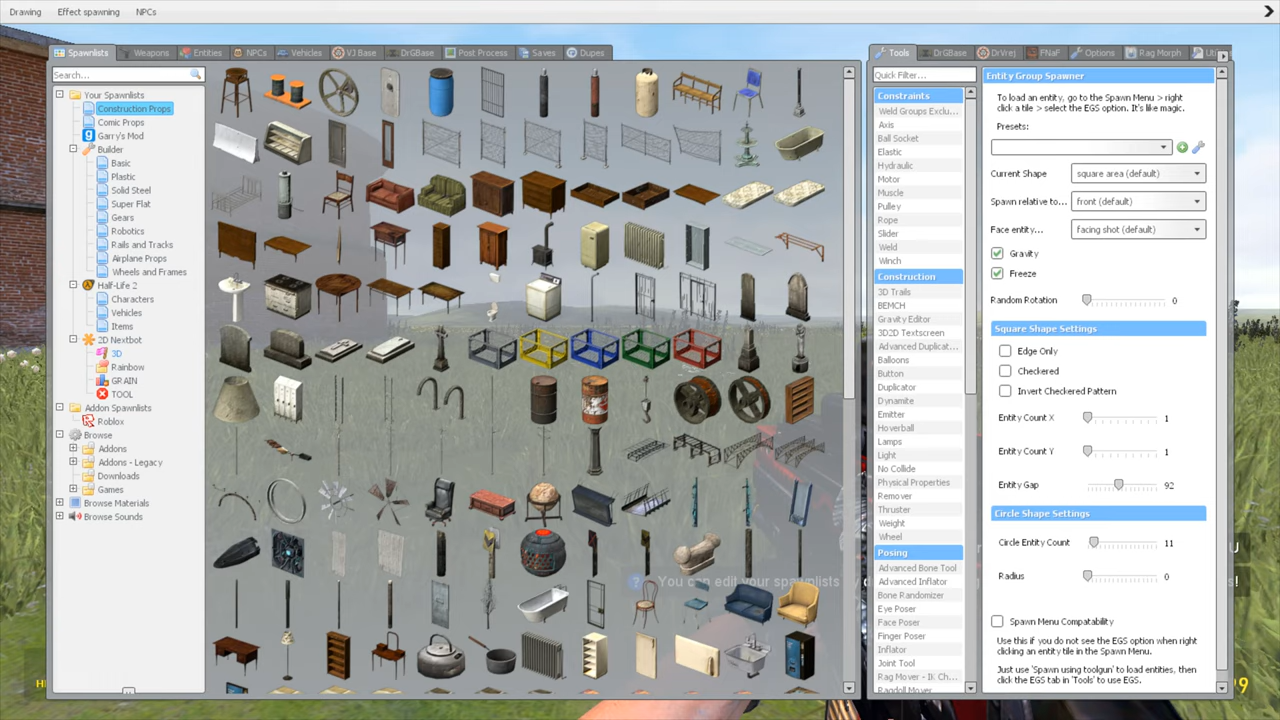 Drawing Effect spawning NPCs
Spawnlists Weapons Entities NPCs Vehicles VJ Base DrGBase Post Process Saves Dupes
Search...
Your Spawnlists
Construction Props
Comic Props
Garry's Mod
Builder
Basic
Plastic
Solid Steel
Super Flat
Gears
Robotics
Rails and Tracks
Airplane Props
Wheels and Frames
Half-Life 2
Characters
Vehicles
Items
2D Nextbot
3D
Rainbow
GRAIN
TOOL
Addon Spawnlists
Roblox
Browse
Addons
Addons - Legacy
Downloads
Games
Browse Materials
Browse Sounds
You can edit your spawnlists
Tools DrGBase DrVrej FNaF Options Rag Morph
Quick Filter...
Constraints
Weld Groups Exclu...
Axis
Ball Socket
Elastic
Hydraulic
Motor
Muscle
Pulley
Rope
Slider
Weld
Winch
Construction
3D Trails
BEMCH
Gravity Editor
3D2D Textscreen
Advanced Duplicat...
Balloons
Button
Duplicator
Dynamite
Emitter
Hoverball
Lamps
Light
No Collide
Physical Properties
Remover
Thruster
Weight
Wheel
Posing
Advanced Bone Tool
Advanced Inflator
Bone Randomizer
Eye Poser
Face Poser
Finger Poser
Inflator
Joint Tool
Rag Mover - IK Ch...
Ragdoll Mover
Entity Group Spawner
To load an entity, go to the Spawn Menu > right
click a tile > select the EGS option. It's like magic.
Presets:
Current Shape square area (default)
Spawn relative to... front (default)
Face entity... facing shot (default)
Gravity
Freeze
Random Rotation 0
Square Shape Settings
Edge Only
Checkered
Invert Checkered Pattern
Entity Count X 1
Entity Count Y 1
Entity Gap 92
Circle Shape Settings
Circle Entity Count 11
Radius 0
Spawn Menu Compatability
Use this if you do not see the EGS option when right
clicking an entity tile in the Spawn Menu.
Just use 'Spawn using toolgun' to load entities, then
click the EGS tab in 'Tools' to use EGS.